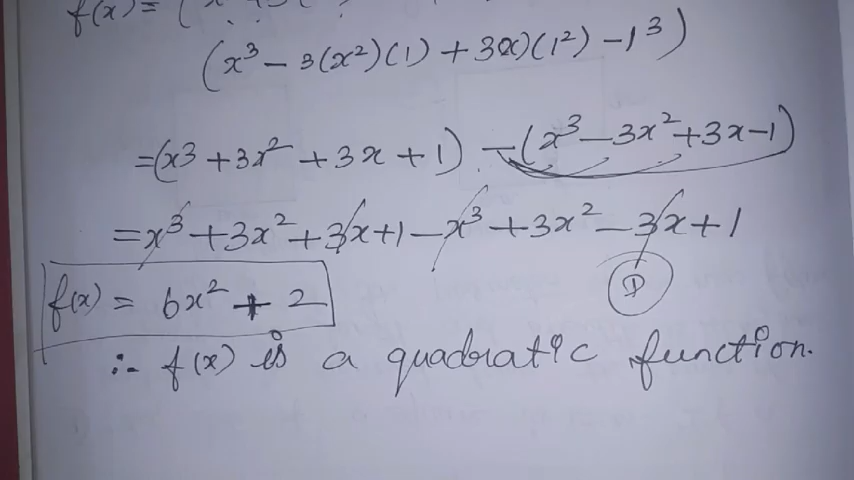 f(x) = (
(x³ - 3(x²)(1) + 3(x)(1²) - 1³)
=(x³ + 3x² + 3x + 1) - (x³ - 3x² + 3x - 1)
= x³ + 3x² + 3x + 1 - x³ + 3x² - 3x + 1
f(x) = 6x² + 2
∴ f(x) is a quadratic function.